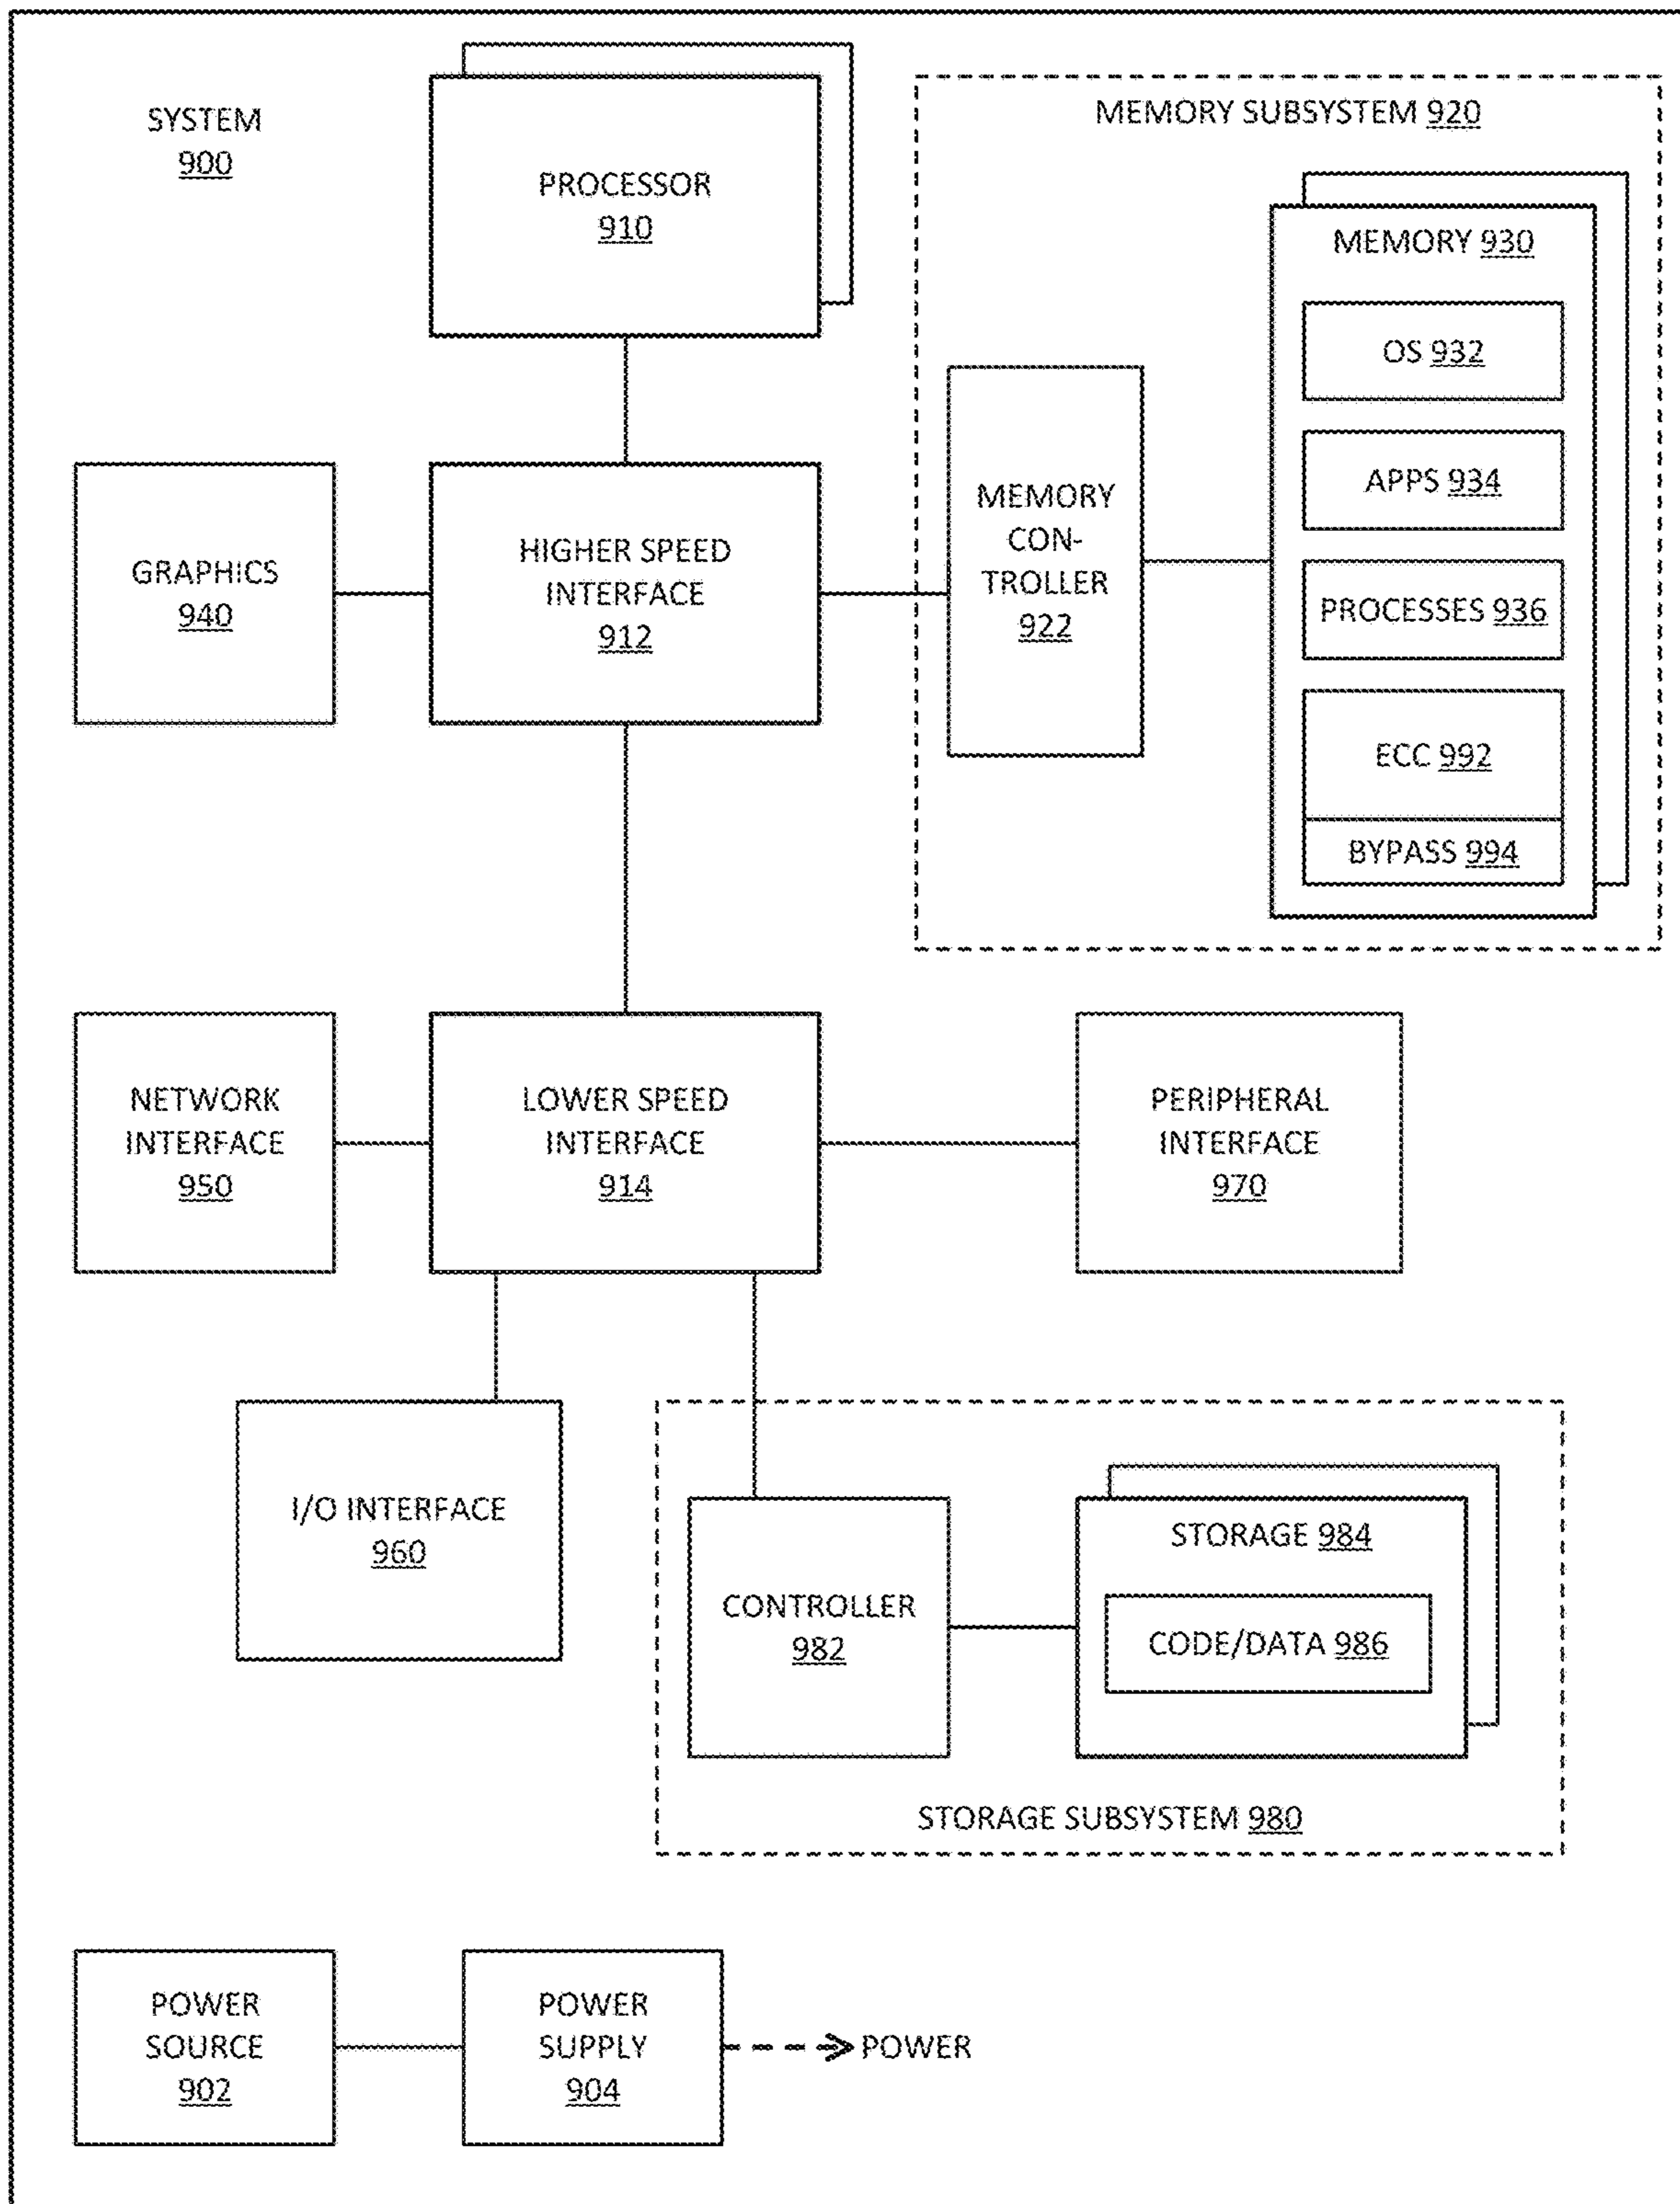 SYSTEM
900
PROCESSOR
910
MEMORY SUBSYSTEM 920
MEMORY 930
OS 932
APPS 934
PROCESSES 936
ECC 992
BYPASS 994
MEMORY
CON-
TROLLER
922
GRAPHICS
940
HIGHER SPEED
INTERFACE
912
NETWORK
INTERFACE
950
LOWER SPEED
INTERFACE
914
PERIPHERAL
INTERFACE
970
I/O INTERFACE
960
CONTROLLER
982
STORAGE 984
CODE/DATA 986
STORAGE SUBSYSTEM 980
POWER
SOURCE
902
POWER
SUPPLY
904
POWER